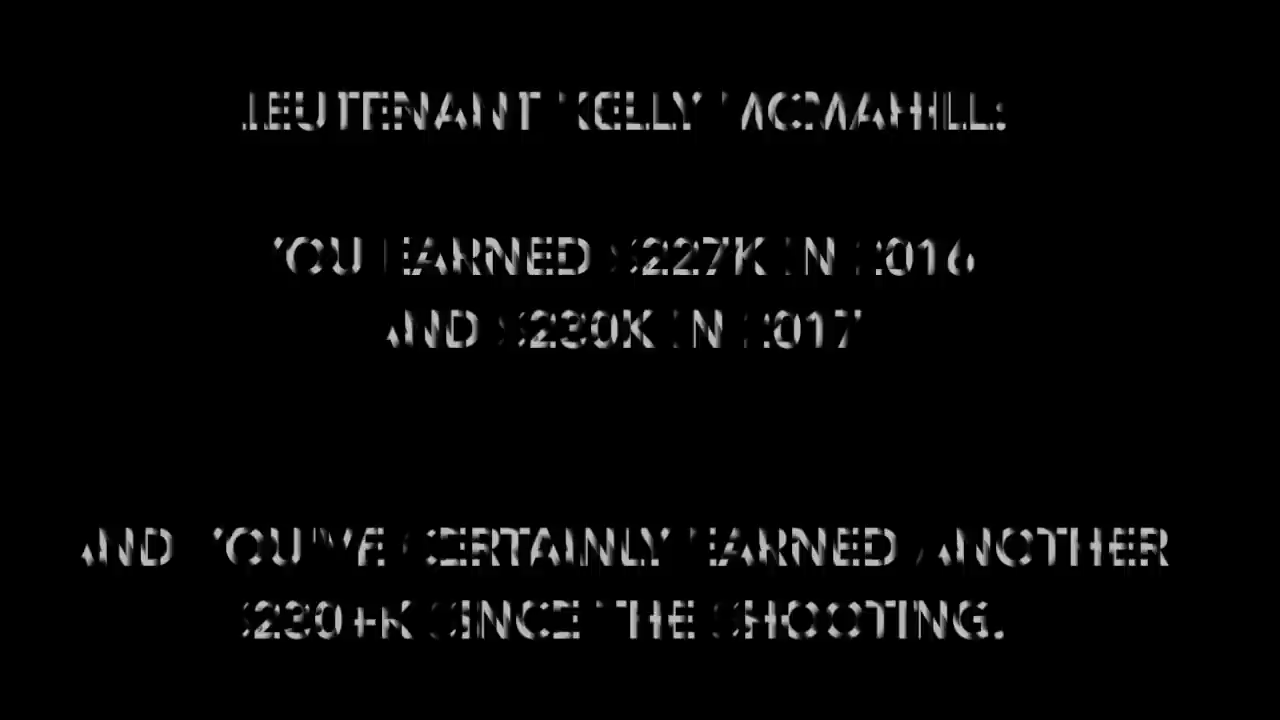 LIEUTENANT KELLY MCMAHILL:
YOU EARNED $227K IN 2016
AND $230K IN 2017
AND YOU'VE CERTAINLY EARNED ANOTHER
$230+K SINCE THE SHOOTING.